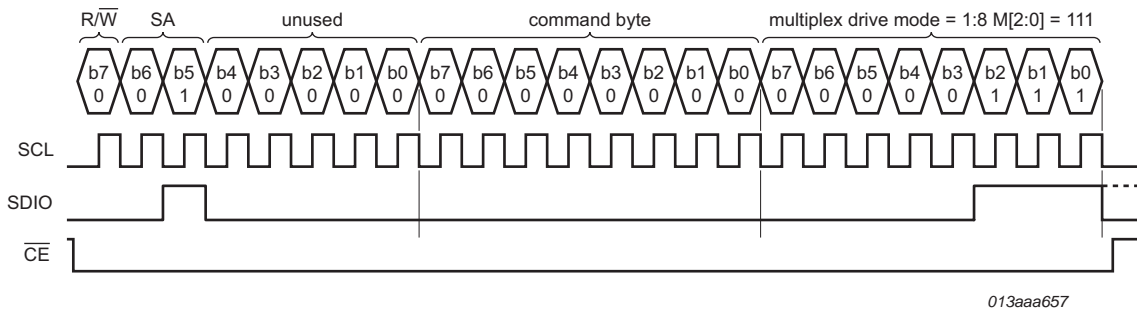 R/W SA unused command byte multiplex drive mode = 1:8 M[2:0] = 111
b7 b6 b5 b4 b3 b2 b1 b0 b7 b6 b5 b4 b3 b2 b1 b0 b7 b6 b5 b4 b3 b2 b1 b0
0 0 1 0 0 0 0 0 0 0 0 0 0 0 0 0 0 0 0 0 0 1 1 1
SCL
SDIO
CE
013aaa657